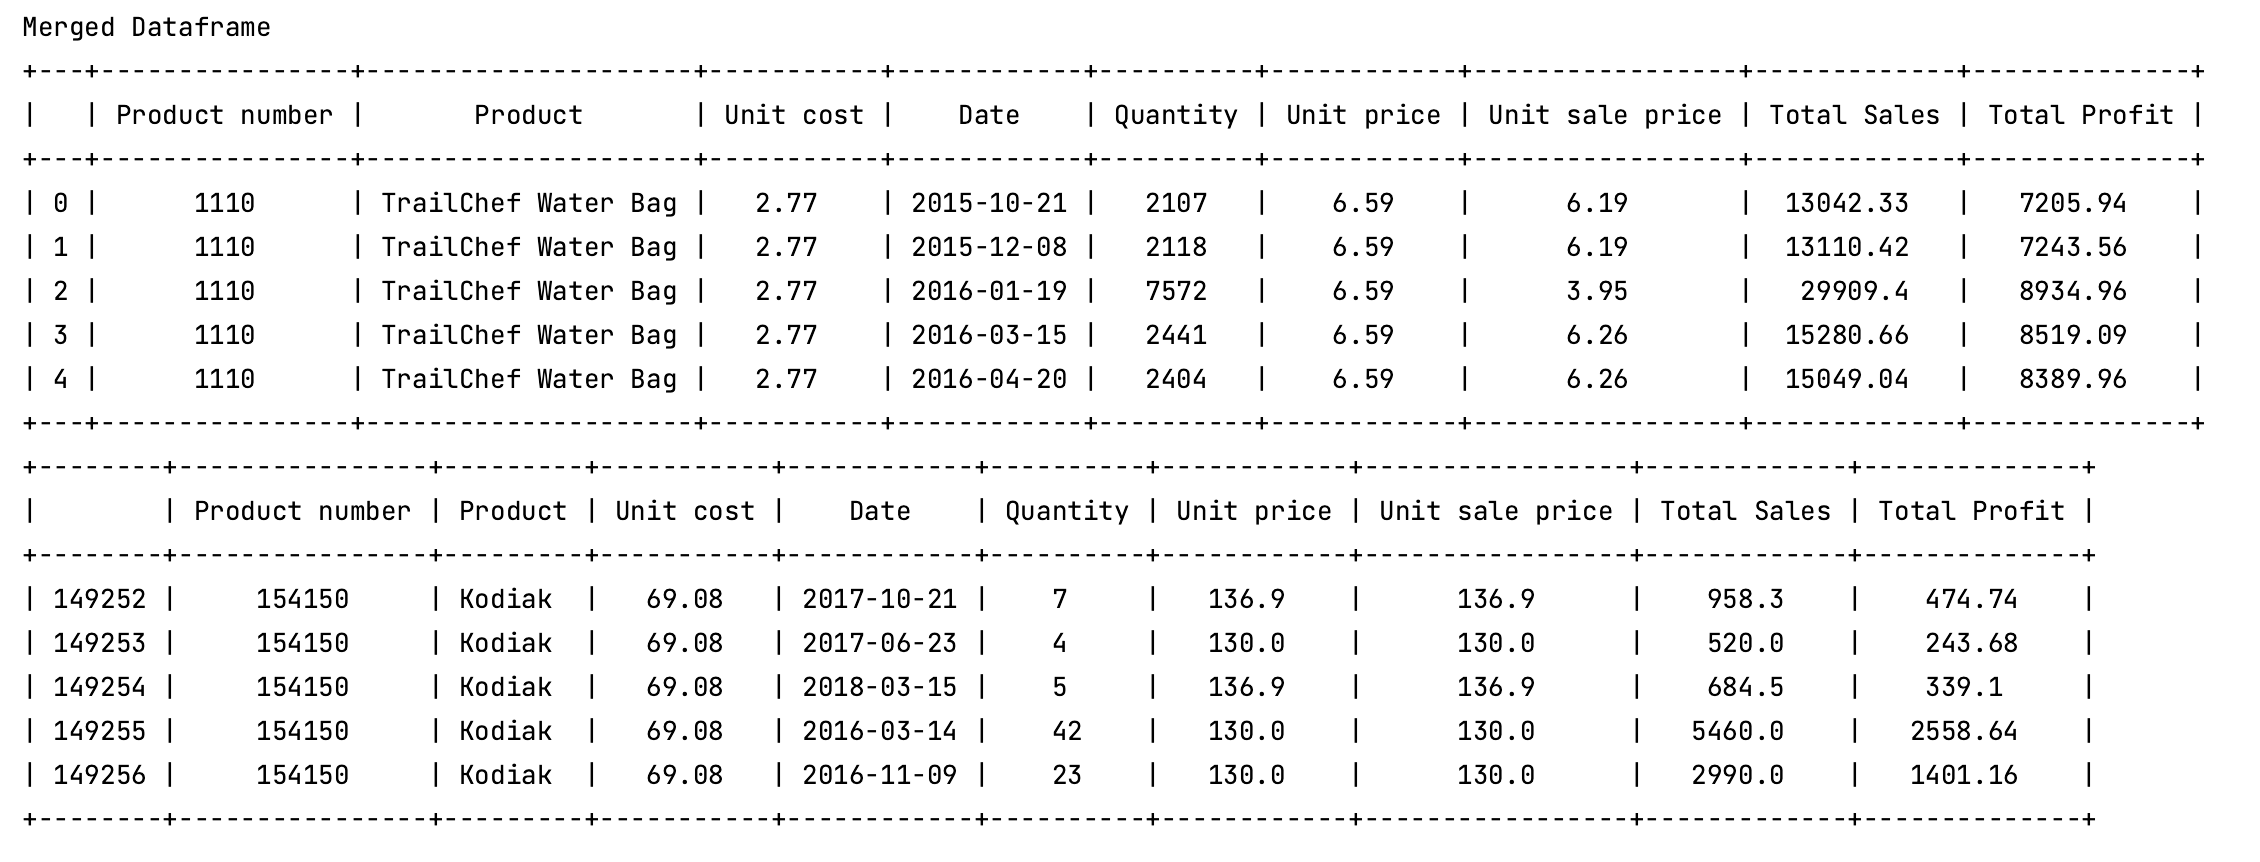 Merged Dataframe
+---+----------------+---------------------+-----------+------------+----------+------------+-----------------+-------------+--------------+
|   | Product number |       Product       | Unit cost |    Date    | Quantity | Unit price | Unit sale price | Total Sales | Total Profit |
+---+----------------+---------------------+-----------+------------+----------+------------+-----------------+-------------+--------------+
| 0 |      1110      | TrailChef Water Bag |   2.77    | 2015-10-21 |   2107   |    6.59    |      6.19       |  13042.33   |   7205.94    |
| 1 |      1110      | TrailChef Water Bag |   2.77    | 2015-12-08 |   2118   |    6.59    |      6.19       |  13110.42   |   7243.56    |
| 2 |      1110      | TrailChef Water Bag |   2.77    | 2016-01-19 |   7572   |    6.59    |      3.95       |   29909.4   |   8934.96    |
| 3 |      1110      | TrailChef Water Bag |   2.77    | 2016-03-15 |   2441   |    6.59    |      6.26       |  15280.66   |   8519.09    |
| 4 |      1110      | TrailChef Water Bag |   2.77    | 2016-04-20 |   2404   |    6.59    |      6.26       |  15049.04   |   8389.96    |
+---+----------------+---------------------+-----------+------------+----------+------------+-----------------+-------------+--------------+
+--------+----------------+---------+-----------+------------+----------+------------+-----------------+-------------+--------------+
|        | Product number | Product | Unit cost |    Date    | Quantity | Unit price | Unit sale price | Total Sales | Total Profit |
+--------+----------------+---------+-----------+------------+----------+------------+-----------------+-------------+--------------+
| 149252 |     154150     | Kodiak  |   69.08   | 2017-10-21 |    7     |   136.9    |      136.9      |    958.3    |    474.74    |
| 149253 |     154150     | Kodiak  |   69.08   | 2017-06-23 |    4     |   130.0    |      130.0      |    520.0    |    243.68    |
| 149254 |     154150     | Kodiak  |   69.08   | 2018-03-15 |    5     |   136.9    |      136.9      |    684.5    |    339.1     |
| 149255 |     154150     | Kodiak  |   69.08   | 2016-03-14 |    42    |   130.0    |      130.0      |   5460.0    |   2558.64    |
| 149256 |     154150     | Kodiak  |   69.08   | 2016-11-09 |    23    |   130.0    |      130.0      |   2990.0    |   1401.16    |
+--------+----------------+---------+-----------+------------+----------+------------+-----------------+-------------+--------------+